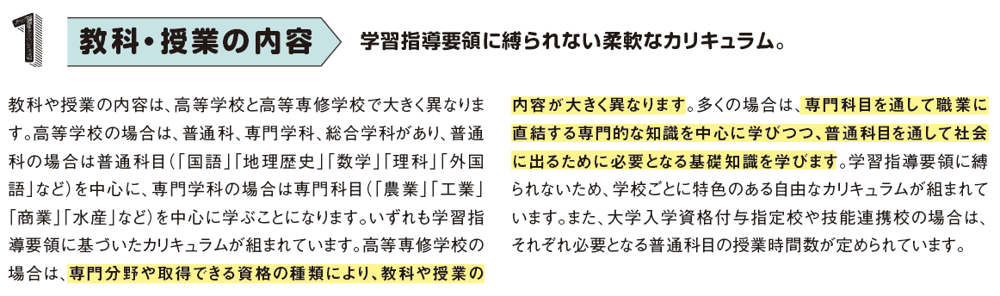 1 教科・授業の内容 学習指導要領に縛られない柔軟なカリキュラム。
教科や授業の内容は、高等学校と高等専修学校で大きく異なりま
す。高等学校の場合は、普通科、専門学科、総合学科があり、普通
科の場合は普通科目（「国語」「地理歴史」「数学」「理科」「外国
語」など）を中心に、専門学科の場合は専門科目（「農業」「工業」
「商業」「水産」など）を中心に学ぶことになります。いずれも学習指
導要領に基づいたカリキュラムが組まれています。高等専修学校の
場合は、専門分野や取得できる資格の種類により、教科や授業の
内容が大きく異なります。多くの場合は、専門科目を通して職業に
直結する専門的な知識を中心に学びつつ、普通科目を通して社会
に出るために必要となる基礎知識を学びます。学習指導要領に縛
られないため、学校ごとに特色のある自由なカリキュラムが組まれて
います。また、大学入学資格付与指定校や技能連携校の場合は、
それぞれ必要となる普通科目の授業時間数が定められています。